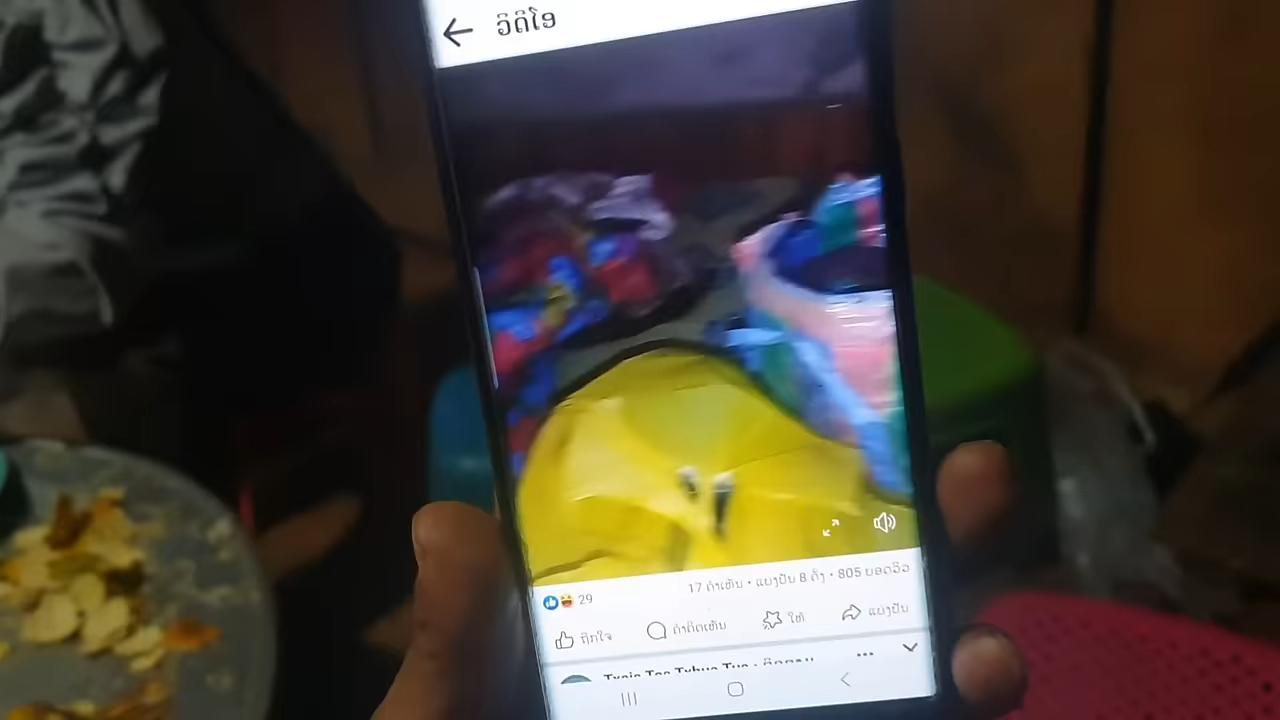 ວິດີໂອ
29
17 ຄຳເຫັນ • ແບ່ງປັນ 8 ຄັ້ງ • 805 ຍອດວິວ
ຖືກໃຈ
ຄຳຄິດເຫັນ
ໃຫ້
ແບ່ງປັນ